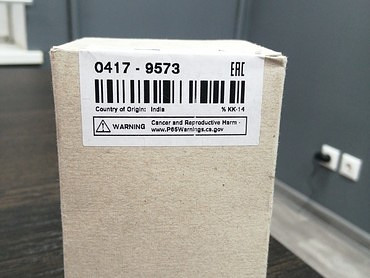 0417 - 9573 EAC
Country of Origin: India % KK-14
WARNING Cancer and Reproductive Harm -
www.P65Warnings.ca.gov